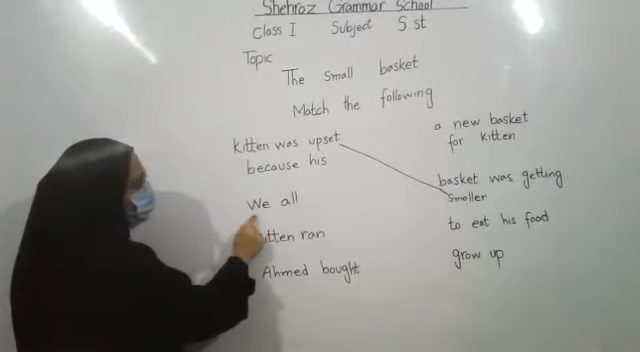 Shehroz Grammar School
Class I Subject S.st
Topic
The small basket
Match the following
Kitten was upset
because his
a new basket
for kitten
We all
basket was getting
smaller
itten ran
to eat his food
Ahmed bought
grow up